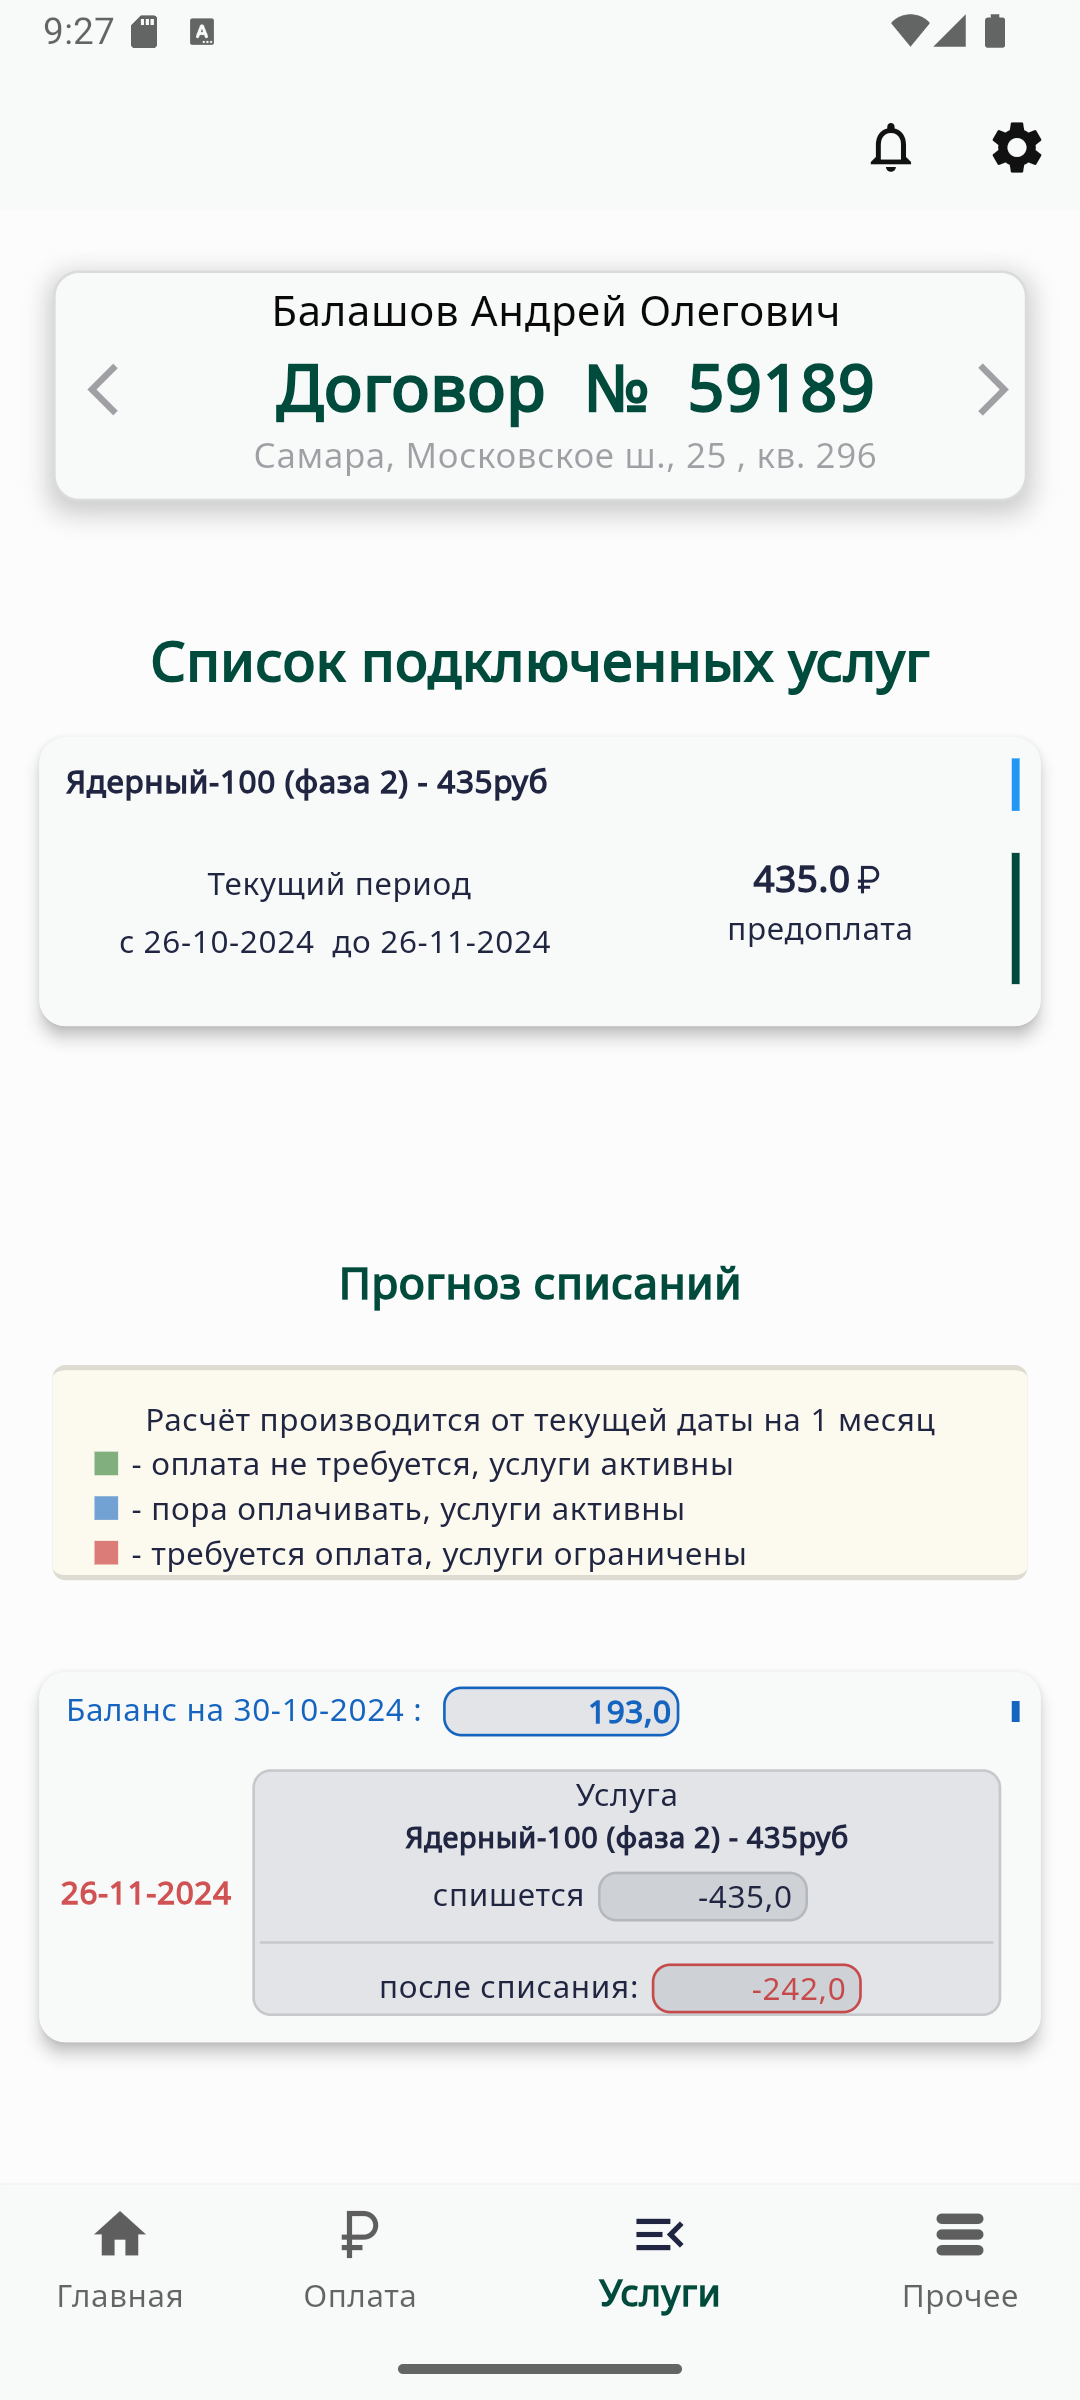 9:27
Балашов Андрей Олегович
Договор № 59189
Самара, Московское ш., 25 , кв. 296
Список подключенных услуг
Ядерный-100 (фаза 2) - 435руб
Текущий период
с 26-10-2024 до 26-11-2024
435.0 ₽
предоплата
Прогноз списаний
Расчёт производится от текущей даты на 1 месяц
- оплата не требуется, услуги активны
- пора оплачивать, услуги активны
- требуется оплата, услуги ограничены
Баланс на 30-10-2024 : 193,0
26-11-2024
Услуга
Ядерный-100 (фаза 2) - 435руб
спишется -435,0
после списания: -242,0
Главная
Оплата
Услуги
Прочее